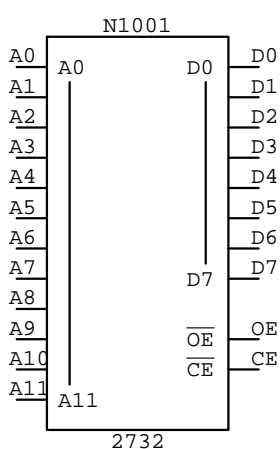 N1001
A0 A0 D0 D0
A1 D1
A2 D2
A3 D3
A4 D4
A5 D5
A6 D6
A7 D7 D7
A8
A9 OE OE
A10 CE CE
A11 A11
2732